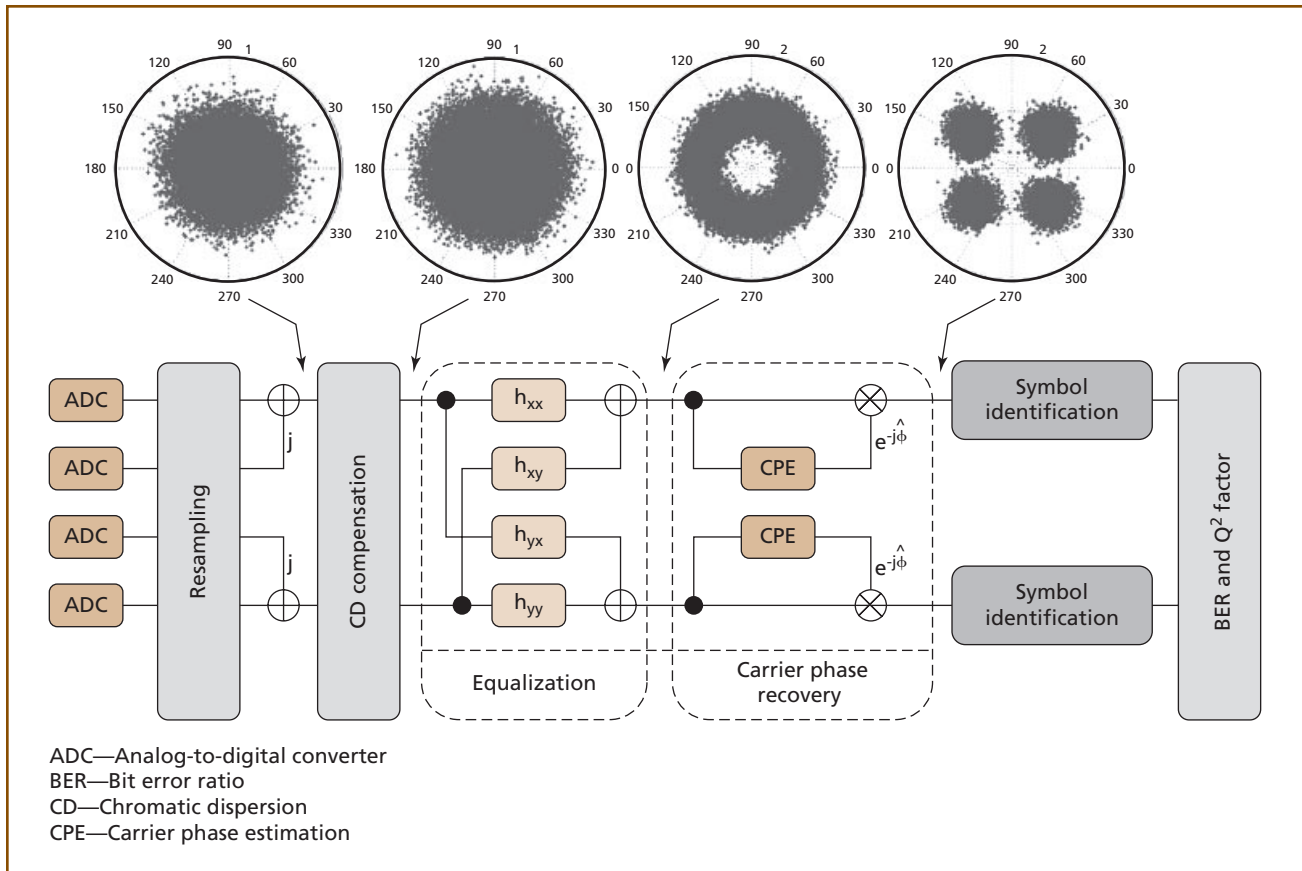 90 1
120 60
150 30
180
210 330
240 300
270
90 1
120 60
150 30
180 0
210 330
240 300
270
90 2
120 60
150 30
180 0
210 330
240 300
270
90 2
120 60
150 30
180 0
210 330
240 300
270
ADC
ADC
ADC
ADC
Resampling
j
j
CD compensation
hxx
hxy
hyx
hyy
Equalization
CPE
CPE
e-jϕ̂
e-jϕ̂
Carrier phase
recovery
Symbol
identification
Symbol
identification
BER and Q² factor
ADC—Analog-to-digital converter
BER—Bit error ratio
CD—Chromatic dispersion
CPE—Carrier phase estimation